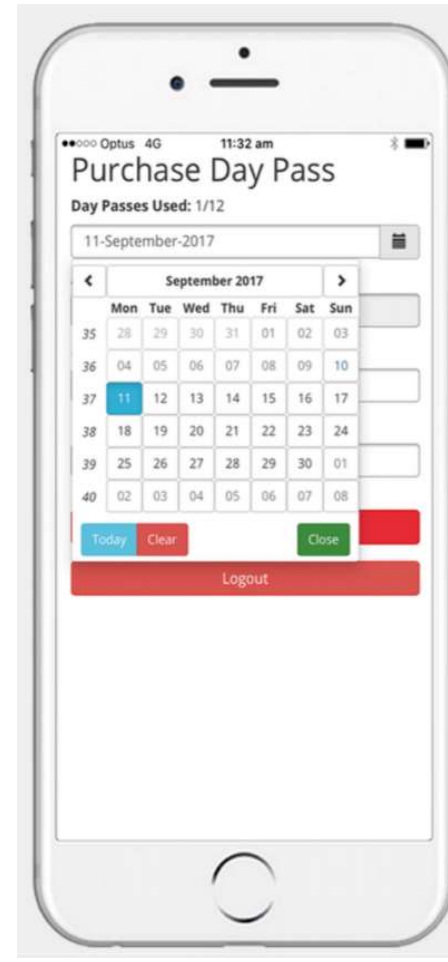 Optus 4G 11:32 am
Purchase Day Pass
Day Passes Used: 1/12
11-September-2017
September 2017
Mon Tue Wed Thu Fri Sat Sun
35 28 29 30 31 01 02 03
36 04 05 06 07 08 09 10
37 11 12 13 14 15 16 17
38 18 19 20 21 22 23 24
39 25 26 27 28 29 30 01
40 02 03 04 05 06 07 08
Today Clear Close
Logout